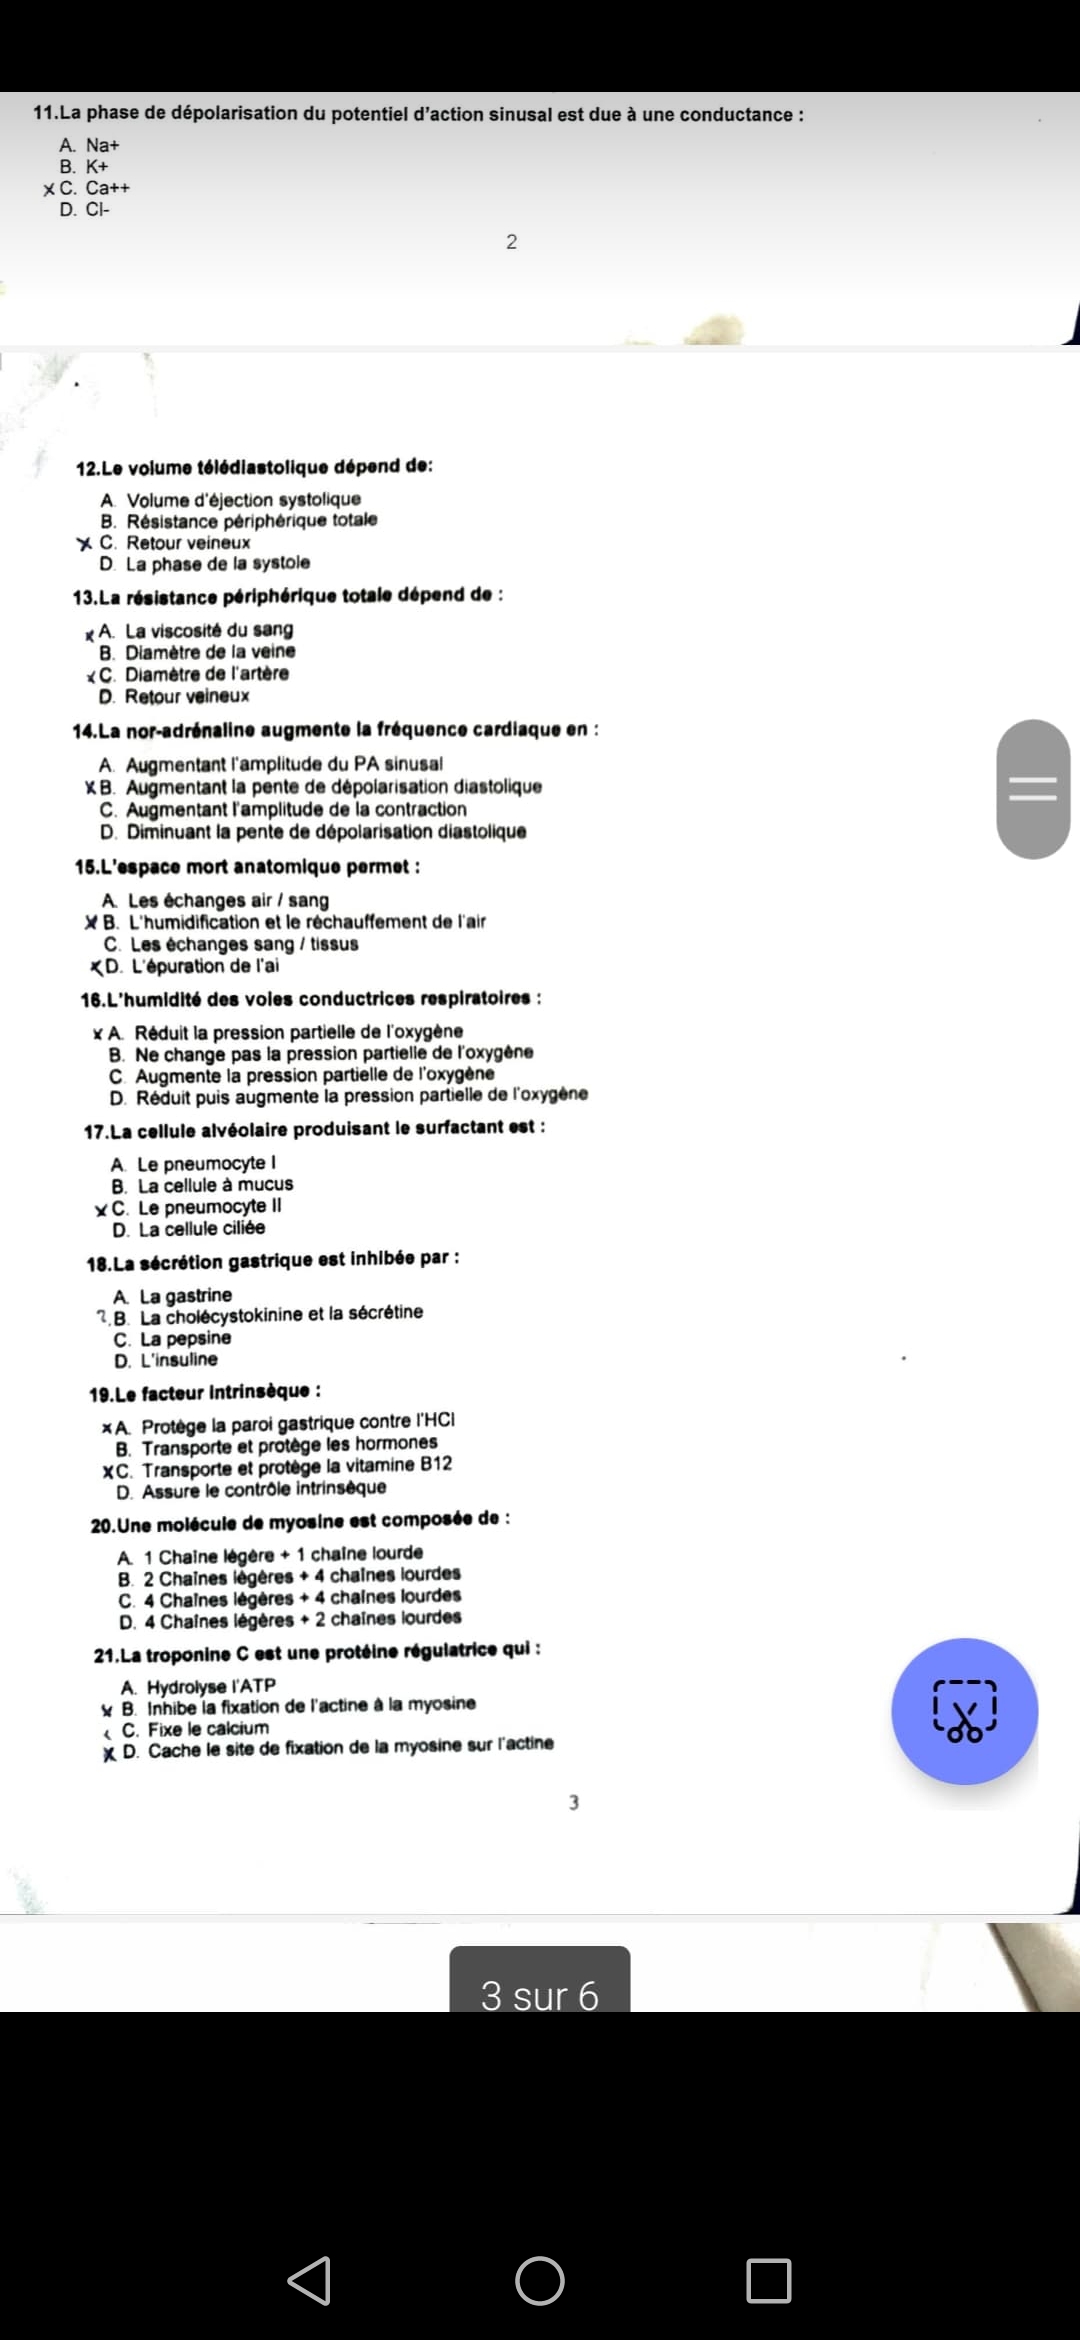 11.La phase de dépolarisation du potentiel d'action sinusal est due à une conductance :
A. Na+
B. K+
x C. Ca++
D. Cl-
2
12.Le volume télédiastolique dépend de:
A. Volume d'éjection systolique
B. Résistance périphérique totale
x C. Retour veineux
D. La phase de la systole
13.La résistance périphérique totale dépend de :
x A. La viscosité du sang
B. Diamètre de la veine
x C. Diamètre de l'artère
D. Retour veineux
14.La nor-adrénaline augmente la fréquence cardiaque en :
A. Augmentant l'amplitude du PA sinusal
x B. Augmentant la pente de dépolarisation diastolique
C. Augmentant l'amplitude de la contraction
D. Diminuant la pente de dépolarisation diastolique
15.L'espace mort anatomique permet :
A. Les échanges air / sang
x B. L'humidification et le réchauffement de l'air
C. Les échanges sang / tissus
x D. L'épuration de l'ai
16.L'humidité des voies conductrices respiratoires :
x A. Réduit la pression partielle de l'oxygène
B. Ne change pas la pression partielle de l'oxygène
C. Augmente la pression partielle de l'oxygène
D. Réduit puis augmente la pression partielle de l'oxygène
17.La cellule alvéolaire produisant le surfactant est :
A. Le pneumocyte I
B. La cellule à mucus
x C. Le pneumocyte II
D. La cellule ciliée
18.La sécrétion gastrique est inhibée par :
A. La gastrine
? B. La cholécystokinine et la sécrétine
C. La pepsine
D. L'insuline
19.Le facteur intrinsèque :
x A. Protège la paroi gastrique contre l'HCl
B. Transporte et protège les hormones
x C. Transporte et protège la vitamine B12
D. Assure le contrôle intrinsèque
20.Une molécule de myosine est composée de :
A. 1 Chaîne légère + 1 chaîne lourde
B. 2 Chaînes légères + 4 chaînes lourdes
C. 4 Chaînes légères + 4 chaînes lourdes
D. 4 Chaînes légères + 2 chaînes lourdes
21.La troponine C est une protéine régulatrice qui :
A. Hydrolyse l'ATP
x B. Inhibe la fixation de l'actine à la myosine
C. Fixe le calcium
x D. Cache le site de fixation de la myosine sur l'actine
3
3 sur 6